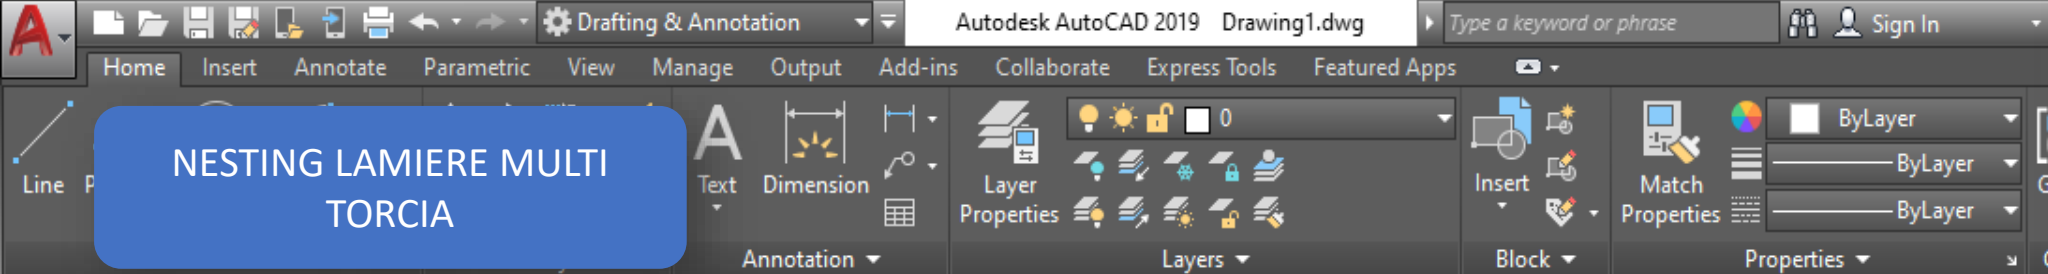 Drafting & Annotation
Autodesk AutoCAD 2019 Drawing1.dwg
Type a keyword or phrase
Sign In
Home Insert Annotate Parametric View Manage Output Add-ins Collaborate Express Tools Featured Apps
NESTING LAMIERE MULTI
TORCIA
Line
Text
Dimension
Layer
Properties
0
Insert
Match
Properties
ByLayer
ByLayer
ByLayer
Annotation
Layers
Block
Properties